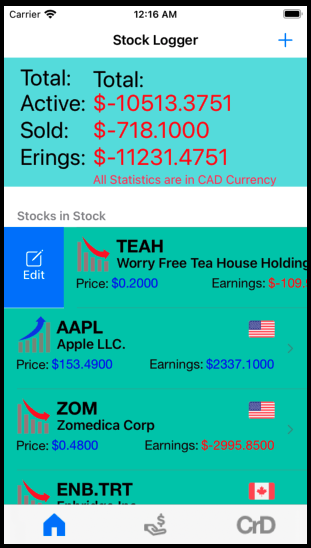 Carrier 12:16 AM
Stock Logger +
Total: Total:
Active: $-10513.3751
Sold: $-718.1000
Erings: $-11231.4751
All Statistics are in CAD Currency
Stocks in Stock
Edit
TEAH
Worry Free Tea House Holding
Price: $0.2000 Earnings: $-109.
AAPL
Apple LLC.
Price: $153.4900 Earnings: $2337.1000
ZOM
Zomedica Corp
Price: $0.4800 Earnings: $-2995.8500
ENB.TRT
CrD